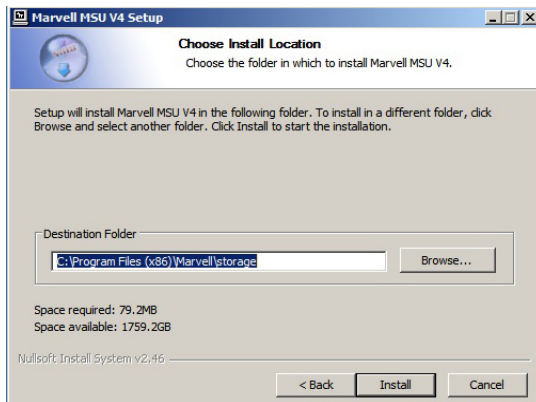 Marvell MSU V4 Setup
Choose Install Location
Choose the folder in which to install Marvell MSU V4.
Setup will install Marvell MSU V4 in the following folder. To install in a different folder, click
Browse and select another folder. Click Install to start the installation.
Destination Folder
C:\Program Files (x86)\Marvell\storage
Browse...
Space required: 79.2MB
Space available: 1759.2GB
Nullsoft Install System v2.46
< Back
Install
Cancel